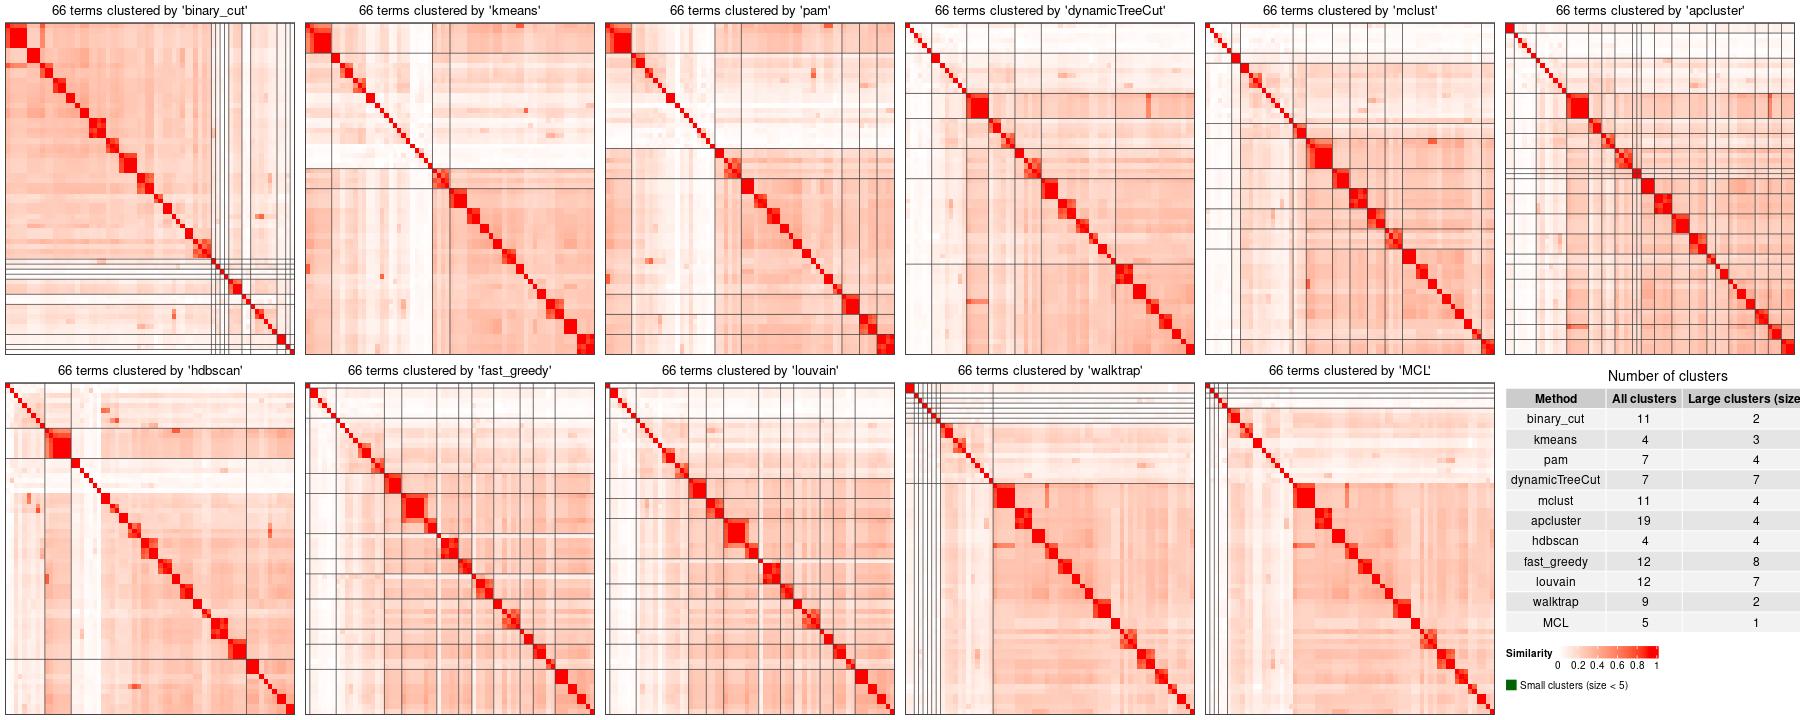 66 terms clustered by 'binary_cut'
66 terms clustered by 'kmeans'
66 terms clustered by 'pam'
66 terms clustered by 'dynamicTreeCut'
66 terms clustered by 'mclust'
66 terms clustered by 'apcluster'
66 terms clustered by 'hdbscan'
66 terms clustered by 'fast_greedy'
66 terms clustered by 'louvain'
66 terms clustered by 'walktrap'
66 terms clustered by 'MCL'
Number of clusters
Method All clusters Large clusters (size
binary_cut 11 2
kmeans 4 3
pam 7 4
dynamicTreeCut 7 7
mclust 11 4
apcluster 19 4
hdbscan 4 4
fast_greedy 12 8
louvain 12 7
walktrap 9 2
MCL 5 1
Similarity
0 0.2 0.4 0.6 0.8 1
Small clusters (size < 5)